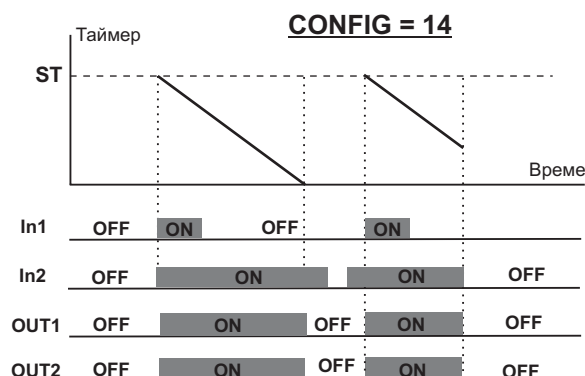 CONFIG = 14
Таймер
ST
Време
In1 OFF ON OFF ON
In2 OFF ON ON OFF
OUT1 OFF ON OFF ON OFF
OUT2 OFF ON OFF ON OFF